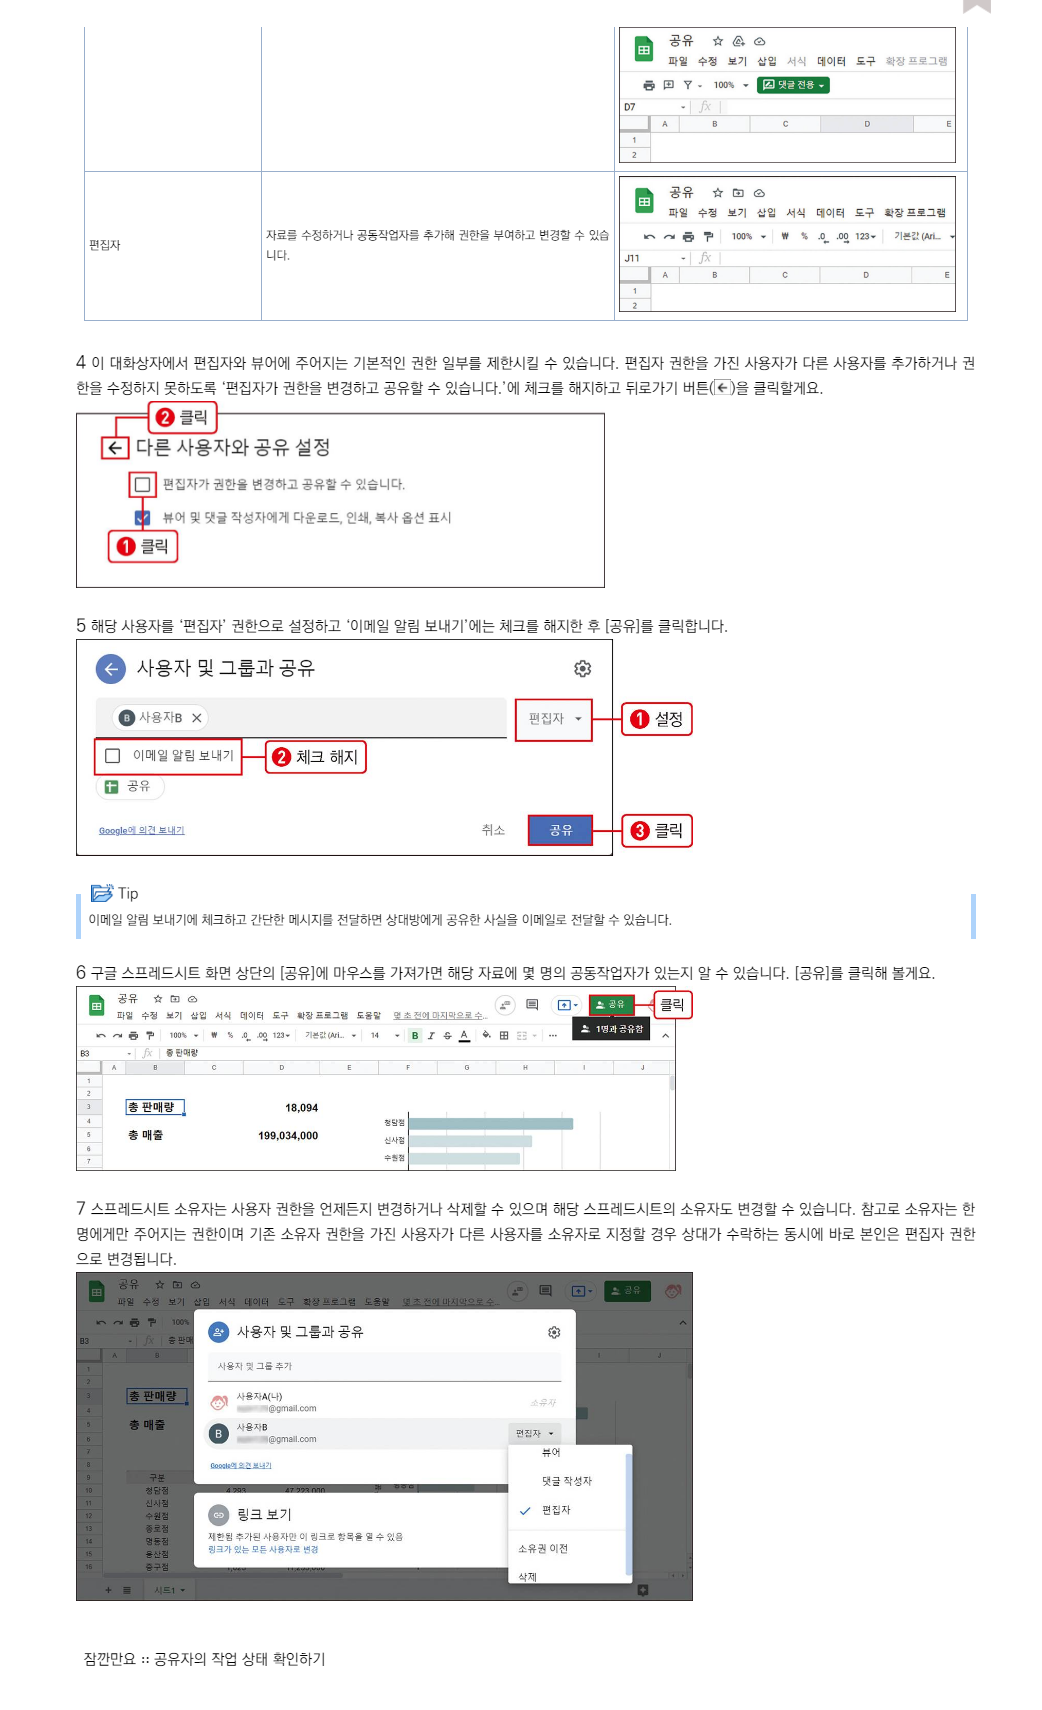 공유
파일 수정 보기 삽입 서식 데이터 도구 확장 프로그램
100% 댓글 전용
D7 fx
A B C D E
1
2
편집자
자료를 수정하거나 공동작업자를 추가해 권한을 부여하고 변경할 수 있습
니다.
공유
파일 수정 보기 삽입 서식 데이터 도구 확장 프로그램
100% ₩ % .0 .00 123 기본값 (Ari...
J11 fx
A B C D E
1
2
4 이 대화상자에서 편집자와 뷰어에 주어지는 기본적인 권한 일부를 제한시킬 수 있습니다. 편집자 권한을 가진 사용자가 다른 사용자를 추가하거나 권
한을 수정하지 못하도록 ‘편집자가 권한을 변경하고 공유할 수 있습니다.’에 체크를 해지하고 뒤로가기 버튼(←)을 클릭할게요.
2 클릭
← 다른 사용자와 공유 설정
편집자가 권한을 변경하고 공유할 수 있습니다.
뷰어 및 댓글 작성자에게 다운로드, 인쇄, 복사 옵션 표시
1 클릭
5 해당 사용자를 ‘편집자’ 권한으로 설정하고 ‘이메일 알림 보내기’에는 체크를 해지한 후 [공유]를 클릭합니다.
사용자 및 그룹과 공유
B 사용자B ×
편집자
1 설정
이메일 알림 보내기
2 체크 해지
공유
Google에 의견 보내기
취소
공유
3 클릭
Tip
이메일 알림 보내기에 체크하고 간단한 메시지를 전달하면 상대방에게 공유한 사실을 이메일로 전달할 수 있습니다.
6 구글 스프레드시트 화면 상단의 [공유]에 마우스를 가져가면 해당 자료에 몇 명의 공동작업자가 있는지 알 수 있습니다. [공유]를 클릭해 볼게요.
공유
공유
클릭
파일 수정 보기 삽입 서식 데이터 도구 확장 프로그램 도움말 몇 초 전에 마지막으로 수...
1명과 공유함
100% ₩ % .0 .00 123 기본값 (Ari... 14 B I S A
B3 fx 총 판매량
A B C D E F G H I J
1
2
3 총 판매량 18,094
4 청담점
5 총 매출 199,034,000
신사점
6
7 수원점
7 스프레드시트 소유자는 사용자 권한을 언제든지 변경하거나 삭제할 수 있으며 해당 스프레드시트의 소유자도 변경할 수 있습니다. 참고로 소유자는 한
명에게만 주어지는 권한이며 기존 소유자 권한을 가진 사용자가 다른 사용자를 소유자로 지정할 경우 상대가 수락하는 동시에 바로 본인은 편집자 권한
으로 변경됩니다.
공유
공유
파일 수정 보기 삽입 서식 데이터 도구 확장 프로그램 도움말 몇 초 전에 마지막으로 수...
100%
B3 fx 총 판매
A B I J
사용자 및 그룹과 공유
사용자 및 그룹 추가
사용자A(나)
@gmail.com
소유자
B 사용자B
@gmail.com
편집자
Google에 의견 보내기
뷰어
댓글 작성자
편집자
소유권 이전
삭제
링크 보기
제한됨 추가된 사용자만 이 링크로 항목을 열 수 있음
링크가 있는 모든 사용자로 변경
1
2
3 총 판매량
4
5 총 매출
6
7
8
9 구분
10 청담점 4,293 47,223,000
11 신사점
12 수원점
13 종로점
14 명동점
15 용산점
16 중구점
시트1
잠깐만요 :: 공유자의 작업 상태 확인하기